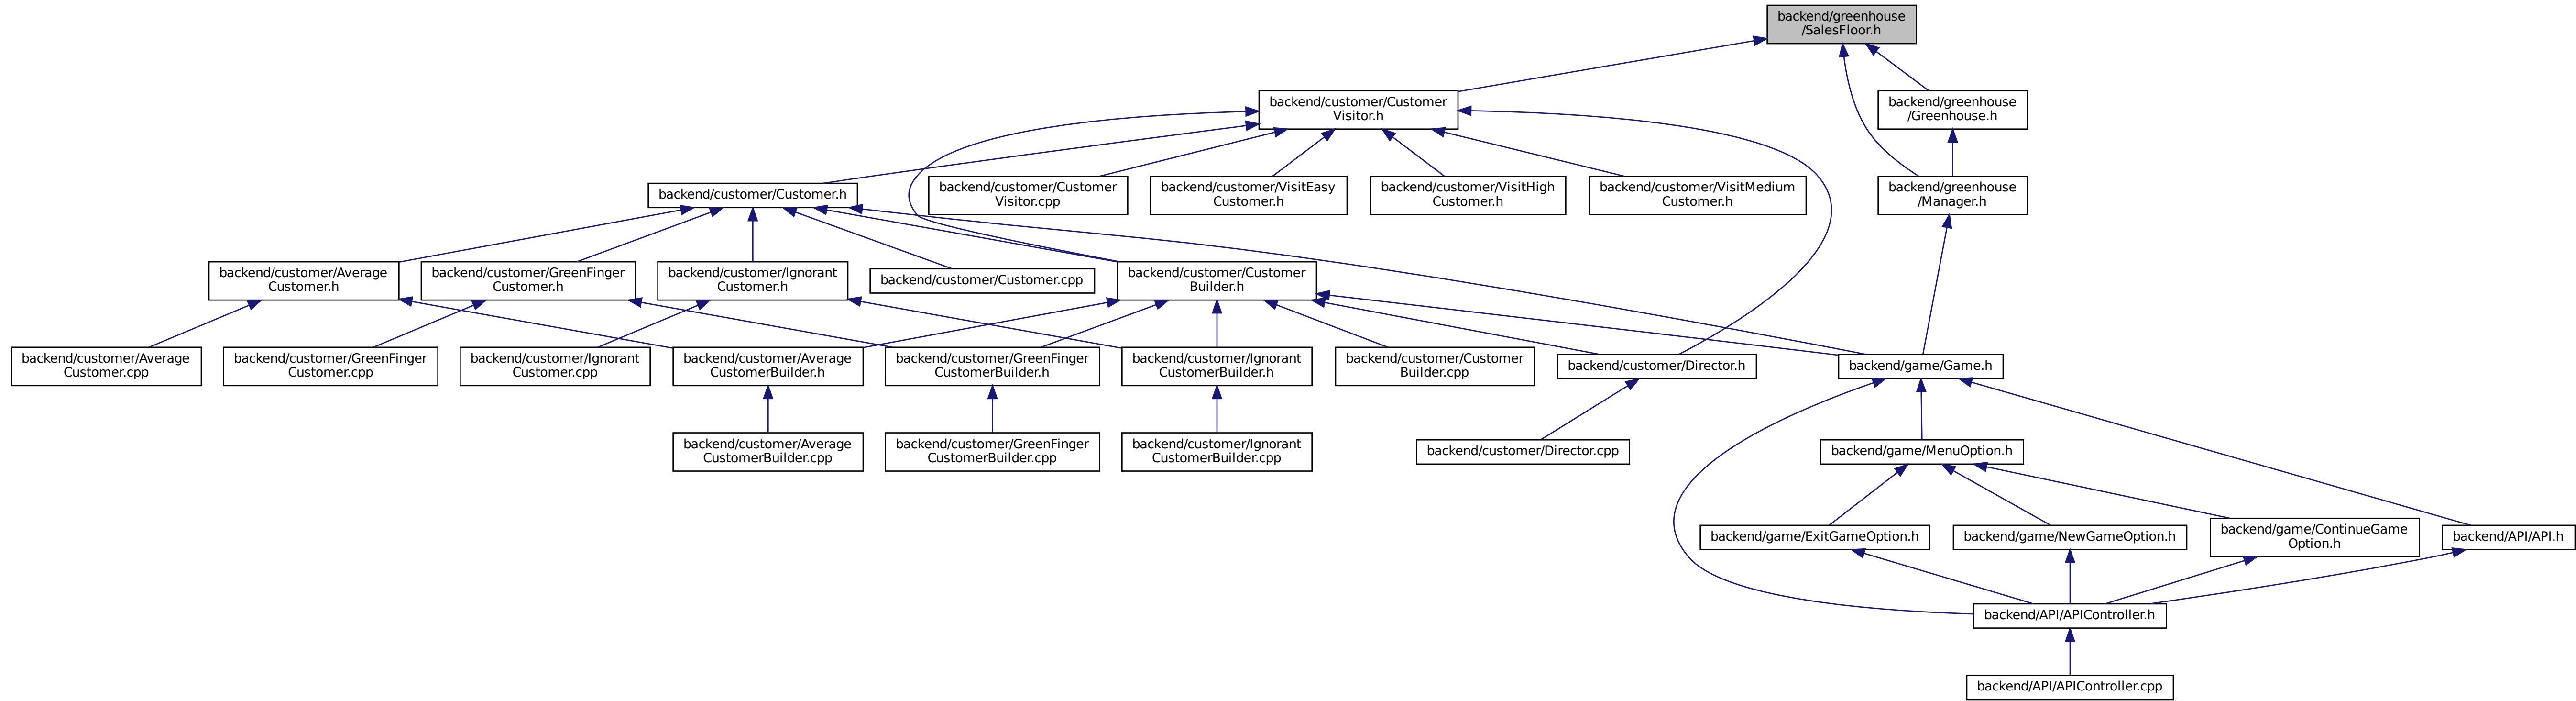 backend/greenhouse
/SalesFloor.h
backend/customer/Customer
Visitor.h
backend/greenhouse
/Greenhouse.h
backend/customer/Customer.h
backend/customer/Customer
Visitor.cpp
backend/customer/VisitEasy
Customer.h
backend/customer/VisitHigh
Customer.h
backend/customer/VisitMedium
Customer.h
backend/greenhouse
/Manager.h
backend/customer/Average
Customer.h
backend/customer/GreenFinger
Customer.h
backend/customer/Ignorant
Customer.h
backend/customer/Customer.cpp
backend/customer/Customer
Builder.h
backend/customer/Average
Customer.cpp
backend/customer/GreenFinger
Customer.cpp
backend/customer/Ignorant
Customer.cpp
backend/customer/Average
CustomerBuilder.h
backend/customer/GreenFinger
CustomerBuilder.h
backend/customer/Ignorant
CustomerBuilder.h
backend/customer/Customer
Builder.cpp
backend/customer/Director.h
backend/game/Game.h
backend/customer/Average
CustomerBuilder.cpp
backend/customer/GreenFinger
CustomerBuilder.cpp
backend/customer/Ignorant
CustomerBuilder.cpp
backend/customer/Director.cpp
backend/game/MenuOption.h
backend/game/ExitGameOption.h
backend/game/NewGameOption.h
backend/game/ContinueGame
Option.h
backend/API/API.h
backend/API/APIController.h
backend/API/APIController.cpp